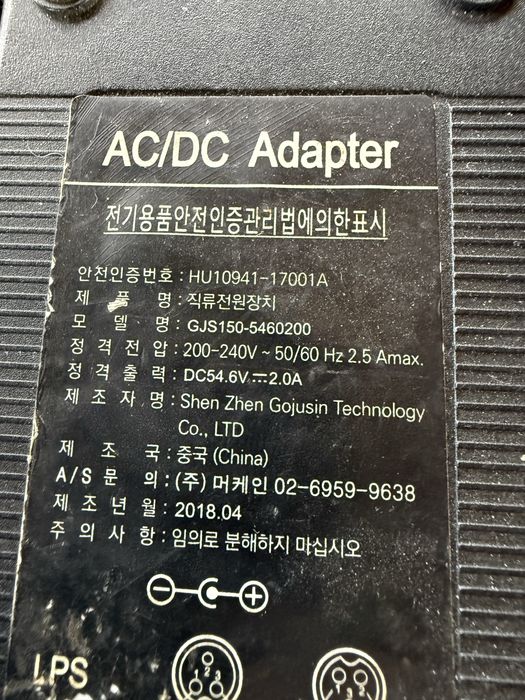 AC/DC Adapter
전기용품안전인증관리법에의한표시
안전인증번호 : HU10941-17001A
제 품 명 : 직류전원장치
모 델 명 : GJS150-5460200
정 격 전 압 : 200-240V ~ 50/60 Hz 2.5 Amax.
정 격 출 력 : DC54.6V⎓2.0A
제 조 자 명 : Shen Zhen Gojusin Technology
Co., LTD
제 조 국 : 중국 (China)
A/S 문 의 : (주) 머케인 02-6959-9638
제 조 년 월 : 2018.04
주 의 사 항 : 임의로 분해하지 마십시오
LPS
1 2 3